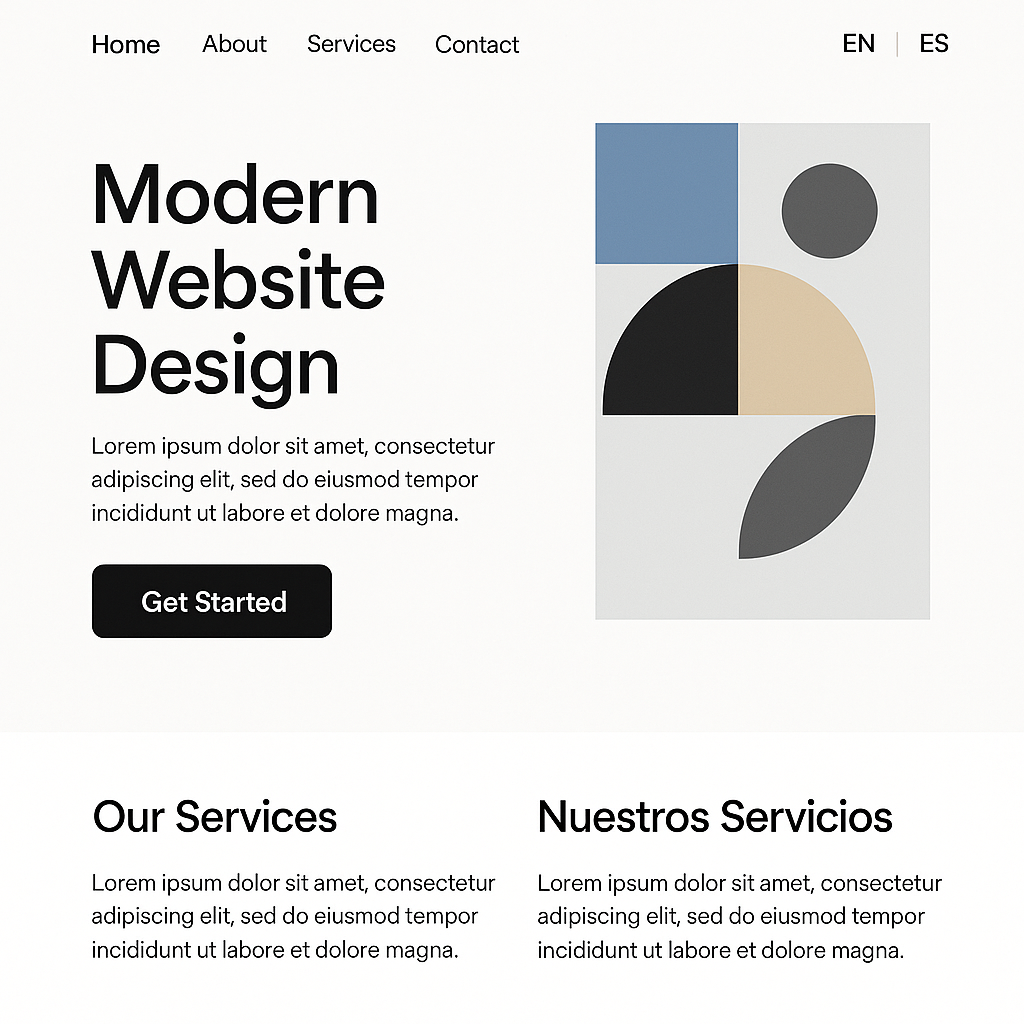 Home About Services Contact EN | ES
Modern
Website
Design
Lorem ipsum dolor sit amet, consectetur
adipiscing elit, sed do eiusmod tempor
incididunt ut labore et dolore magna.
Get Started
Our Services
Lorem ipsum dolor sit amet, consectetur
adipiscing elit, sed do eiusmod tempor
incididunt ut labore et dolore magna.
Nuestros Servicios
Lorem ipsum dolor sit amet, consectetur
adipiscing elit, sed do eiusmod tempor
incididunt ut labore et dolore magna.